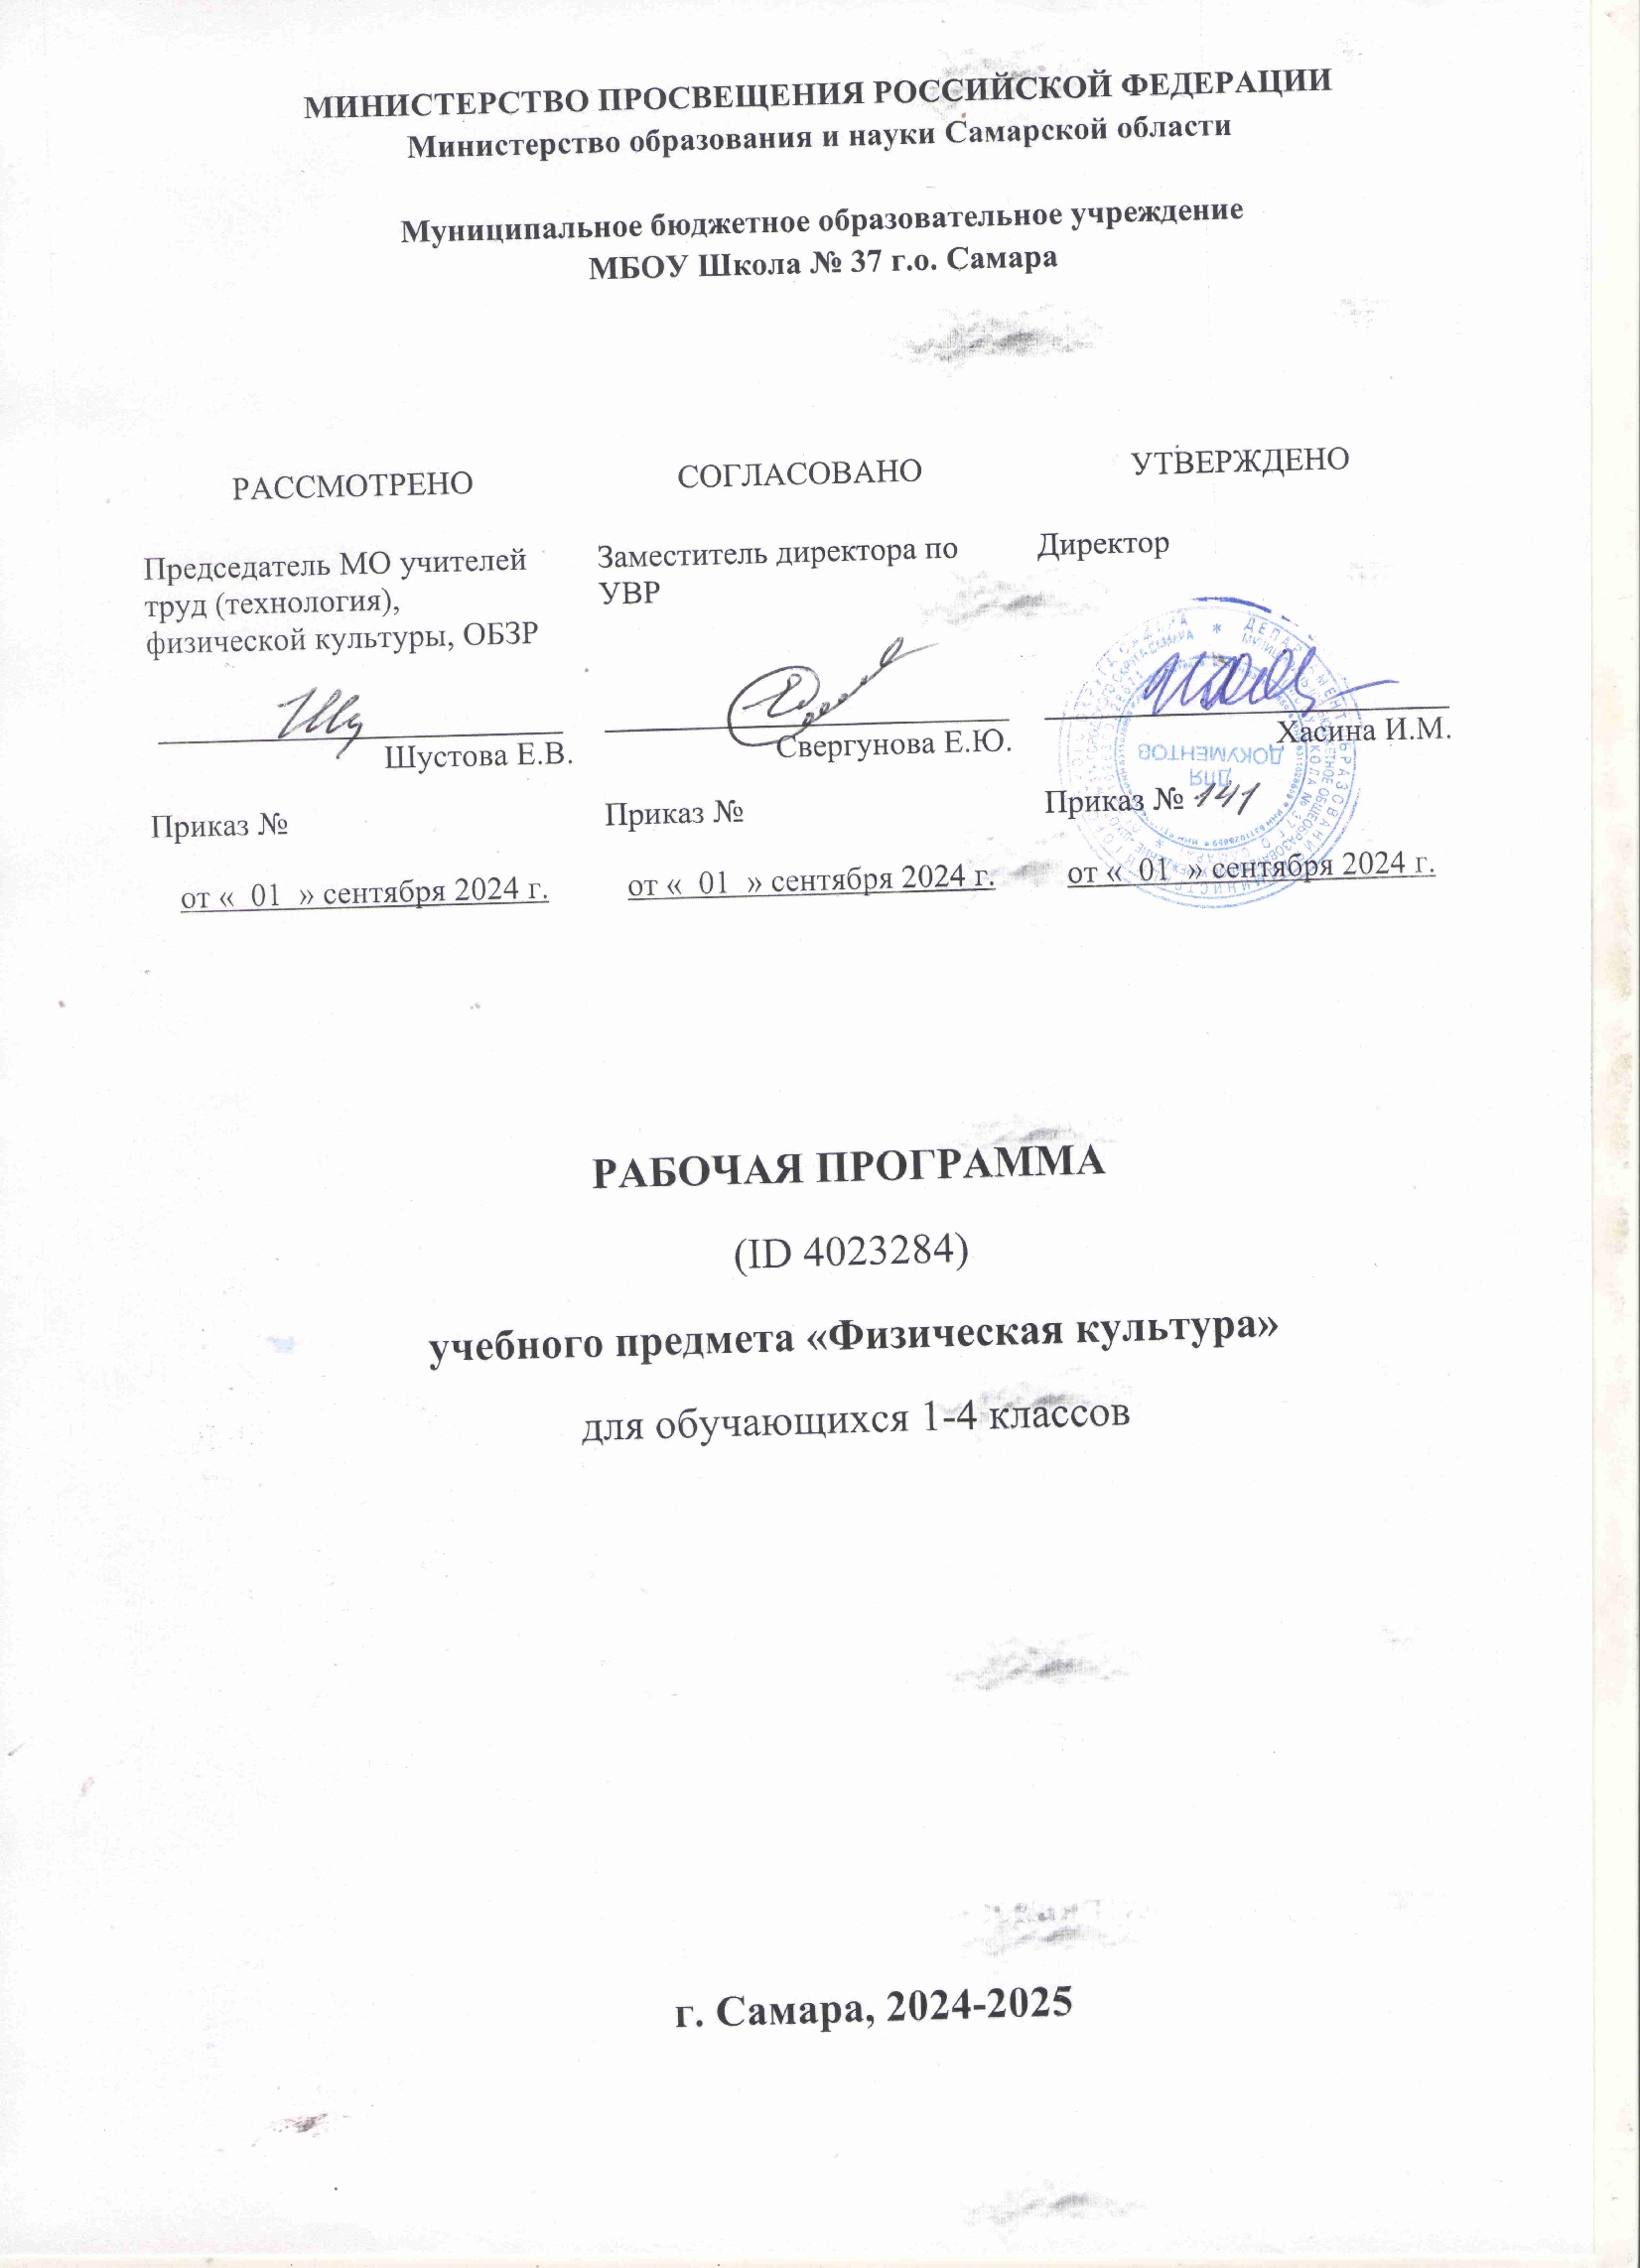 МИНИСТЕРСТВО ПРОСВЕЩЕНИЯ РОССИЙСКОЙ ФЕДЕРАЦИИ
Министерство образования и науки Самарской области
Муниципальное бюджетное образовательное учреждение
МБОУ Школа № 37 г.о. Самара
РАССМОТРЕНО
Председатель МО учителей
труд (технология),
физической культуры, ОБЗР
Шустова Е.В.
Приказ №
от « 01 » сентября 2024 г.
СОГЛАСОВАНО
Заместитель директора по
УВР
Свергунова Е.Ю.
Приказ №
от « 01 » сентября 2024 г.
УТВЕРЖДЕНО
Директор
Хасина И.М.
Приказ № 141
от « 01 » сентября 2024 г.
ДЛЯ
ДОКУМЕНТОВ
РАБОЧАЯ ПРОГРАММА
(ID 4023284)
учебного предмета «Физическая культура»
для обучающихся 1-4 классов
г. Самара, 2024-2025